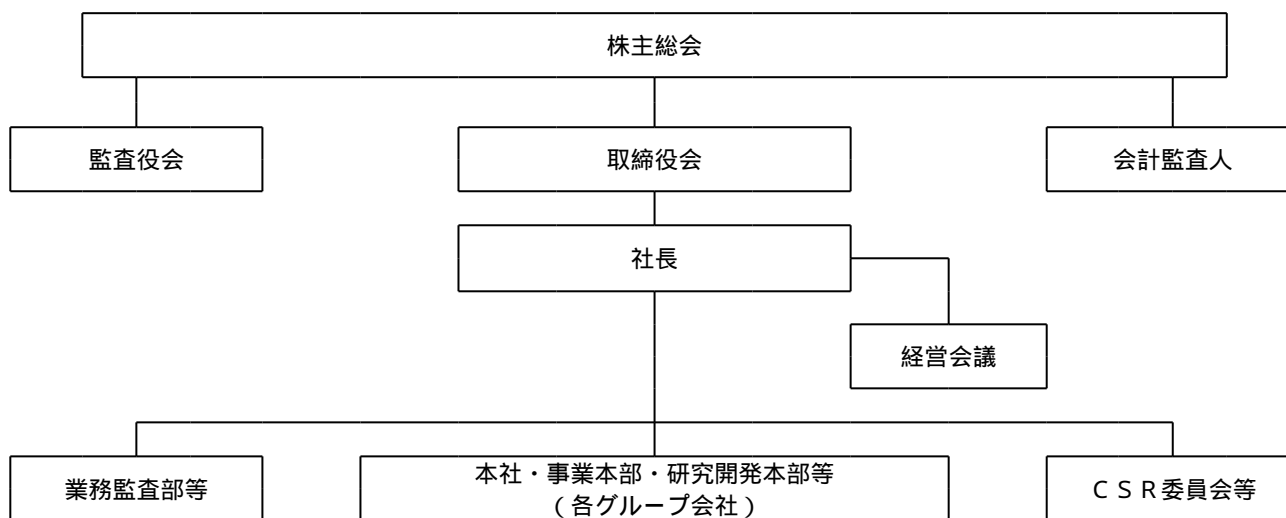 株主総会
監査役会
取締役会
会計監査人
社長
経営会議
業務監査部等
本社・事業本部・研究開発本部等
（各グループ会社）
ＣＳＲ委員会等